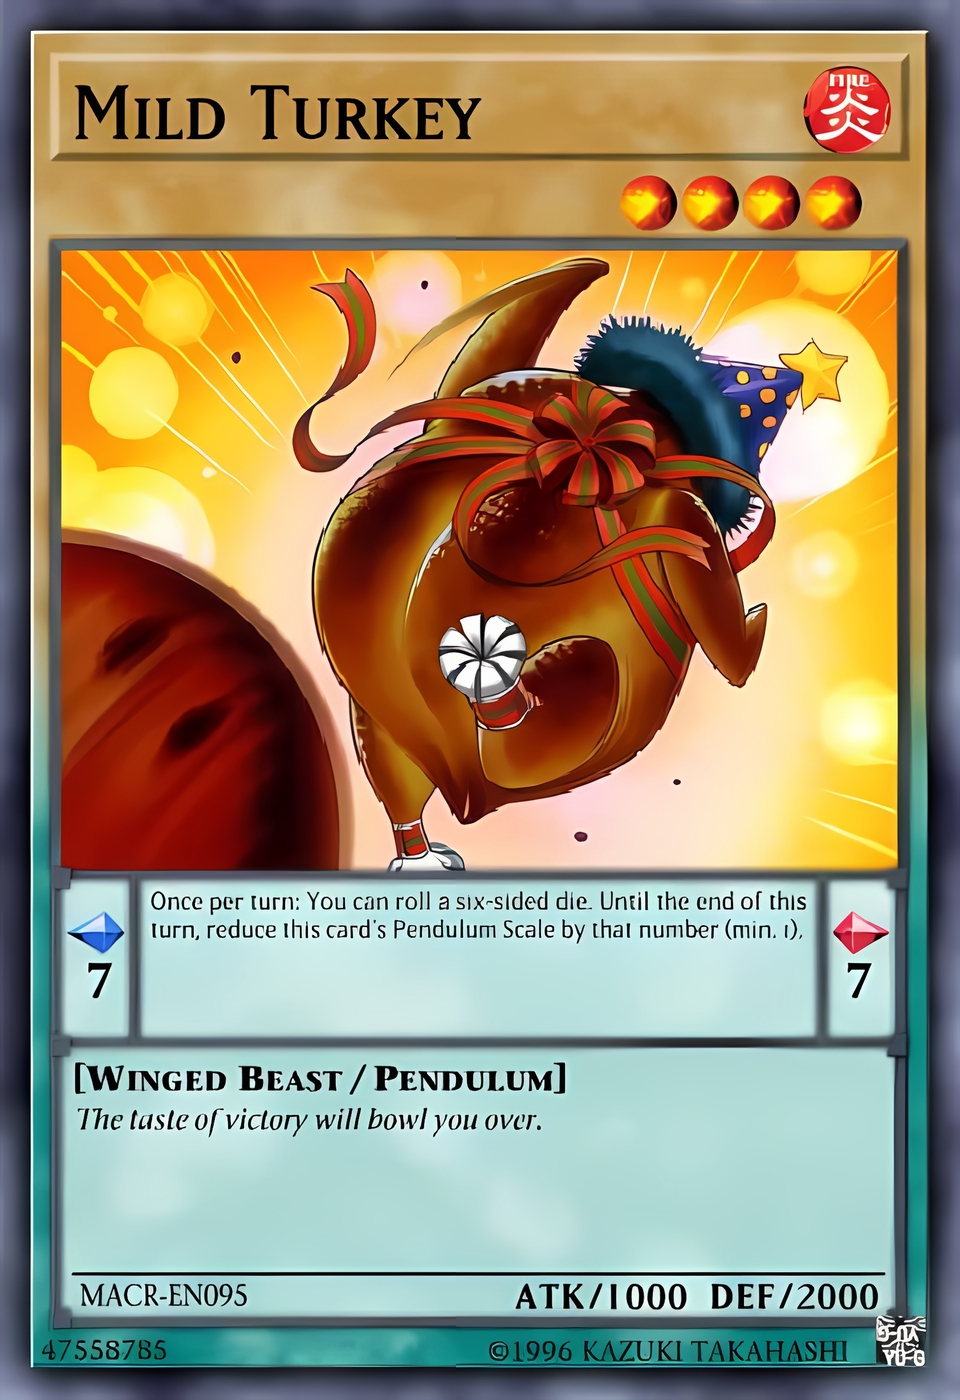 MILD TURKEY
炎
Once per turn: You can roll a six-sided die. Until the end of this
turn, reduce this card's Pendulum Scale by that number (min. 1).
7
7
[WINGED BEAST / PENDULUM]
The taste of victory will bowl you over.
MACR-EN095
ATK/1000 DEF/2000
47558785
©1996 KAZUKI TAKAHASHI